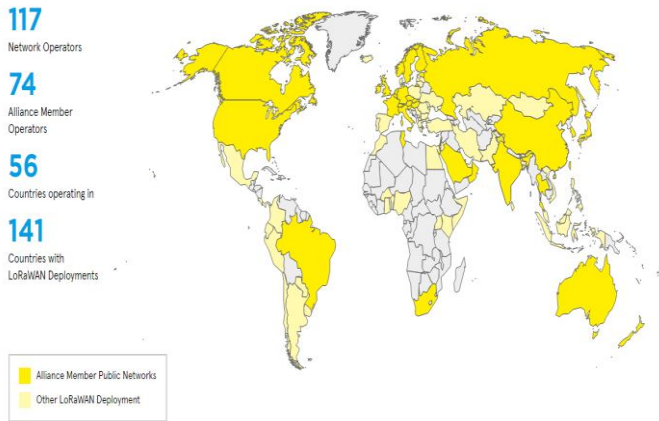 117
Network Operators
74
Alliance Member
Operators
56
Countries operating in
141
Countries with
LoRaWAN Deployments
Alliance Member Public Networks
Other LoRaWAN Deployment